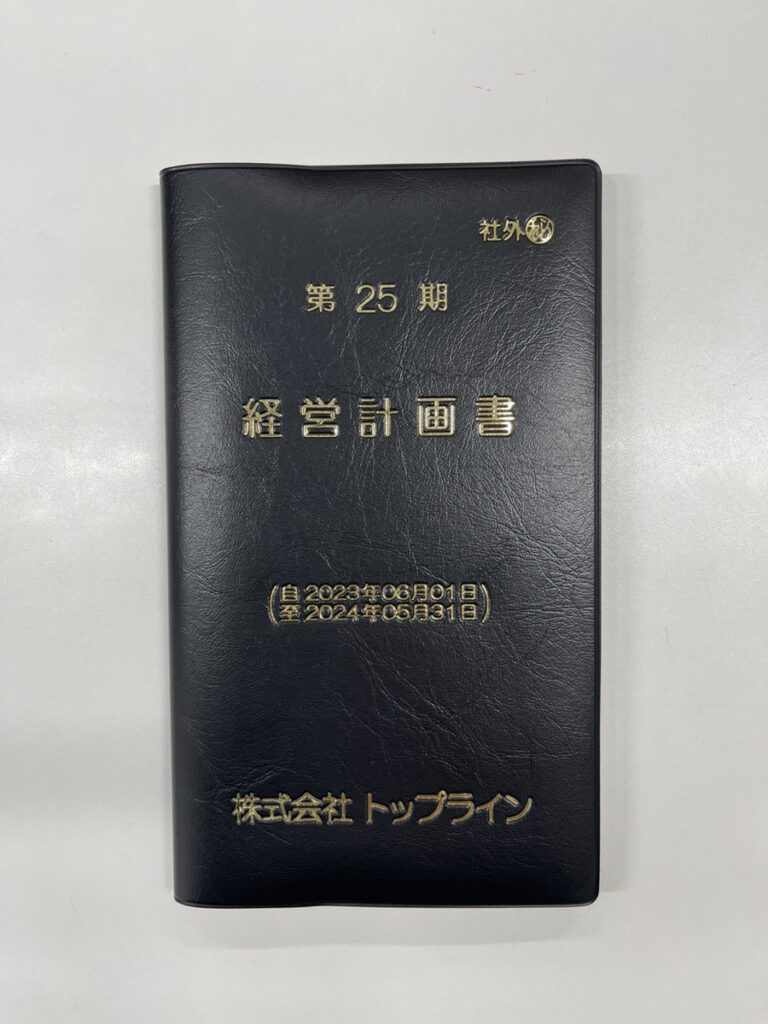 社外㊙
第25期
経営計画書
(自2023年06月01日
至2024年05月31日)
株式会社トップライン